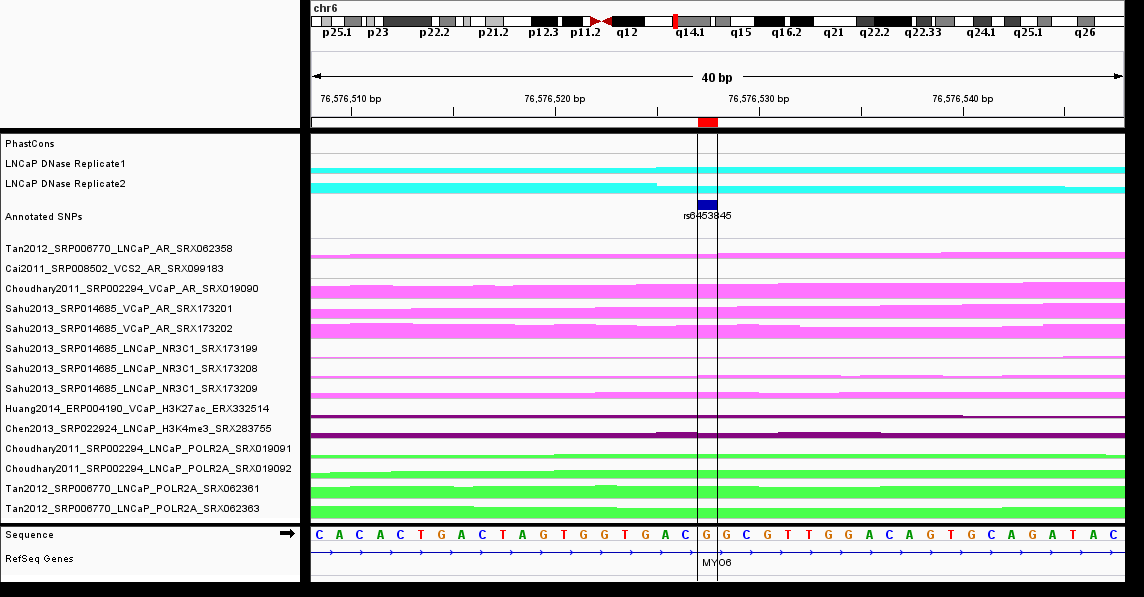 chr6
p25.1 p23 p22.2 p21.2 p12.3 p11.2 q12 q14.1 q15 q16.2 q21 q22.2 q22.33 q24.1 q25.1 q26
40 bp
76,576,510 bp 76,576,520 bp 76,576,530 bp 76,576,540 bp
PhastCons
LNCaP DNase Replicate1
LNCaP DNase Replicate2
Annotated SNPs
rs6453845
Tan2012_SRP006770_LNCaP_AR_SRX062358
Cai2011_SRP008502_VCS2_AR_SRX099183
Choudhary2011_SRP002294_VCaP_AR_SRX019090
Sahu2013_SRP014685_VCaP_AR_SRX173201
Sahu2013_SRP014685_VCaP_AR_SRX173202
Sahu2013_SRP014685_LNCaP_NR3C1_SRX173199
Sahu2013_SRP014685_LNCaP_NR3C1_SRX173208
Sahu2013_SRP014685_LNCaP_NR3C1_SRX173209
Huang2014_ERP004190_VCaP_H3K27ac_ERX332514
Chen2013_SRP022924_LNCaP_H3K4me3_SRX283755
Choudhary2011_SRP002294_LNCaP_POLR2A_SRX019091
Choudhary2011_SRP002294_LNCaP_POLR2A_SRX019092
Tan2012_SRP006770_LNCaP_POLR2A_SRX062361
Tan2012_SRP006770_LNCaP_POLR2A_SRX062363
Sequence C A C A C T G A C T A G T G G T G A C G G C G T T G G A C A G T G C A G A T A C
RefSeq Genes
MYO6